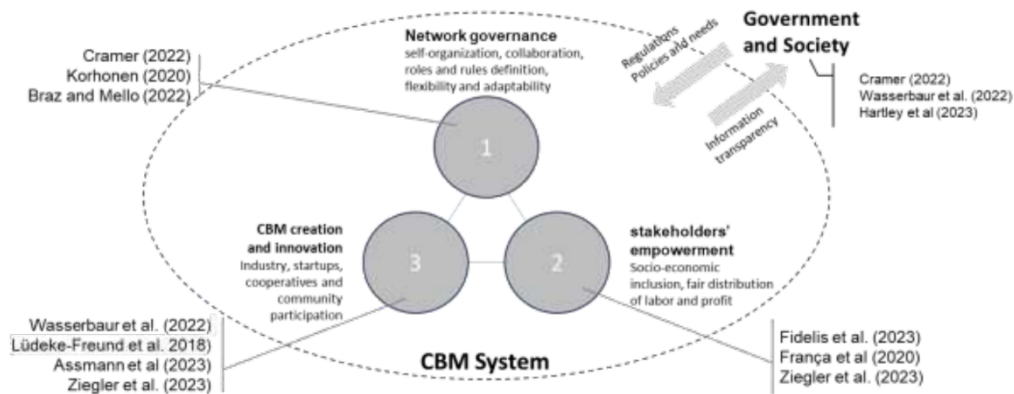 Cramer (2022)
Korhonen (2020)
Braz and Mello (2022)
Network governance
self-organization, collaboration,
roles and rules definition,
flexibility and adaptability
Regulations
Policies and needs
Information
transparency
Government
and Society
Cramer (2022)
Wasserbaur et al. (2022)
Hartley et al (2023)
1
CBM creation
and innovation
Industry, startups,
cooperatives and
community
participation
3
2
stakeholders'
empowerment
Socio-economic
inclusion, fair distribution
of labor and profit
Wasserbaur et al. (2022)
Lüdeke-Freund et al. 2018)
Assmann et al (2023)
Ziegler et al. (2023)
CBM System
Fidelis et al. (2023)
França et al (2020)
Ziegler et al. (2023)